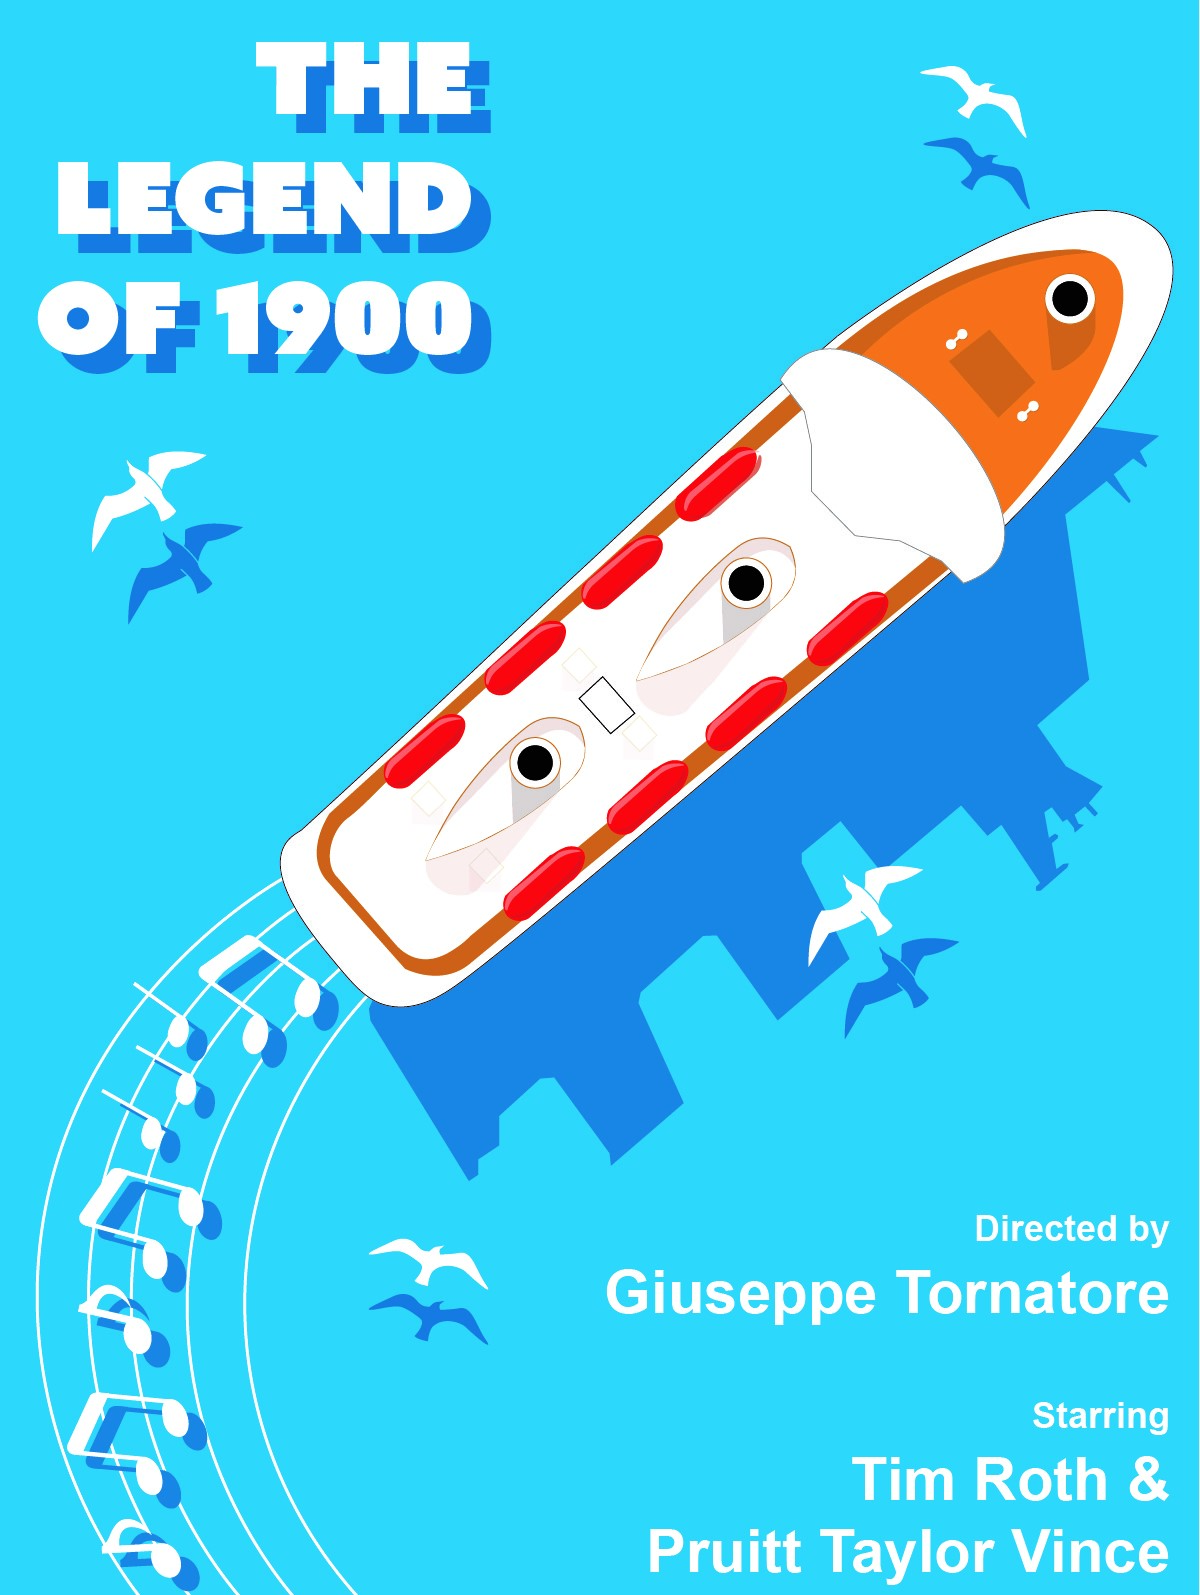 THE
LEGEND
OF 1900
Directed by
Giuseppe Tornatore
Starring
Tim Roth &
Pruitt Taylor Vince